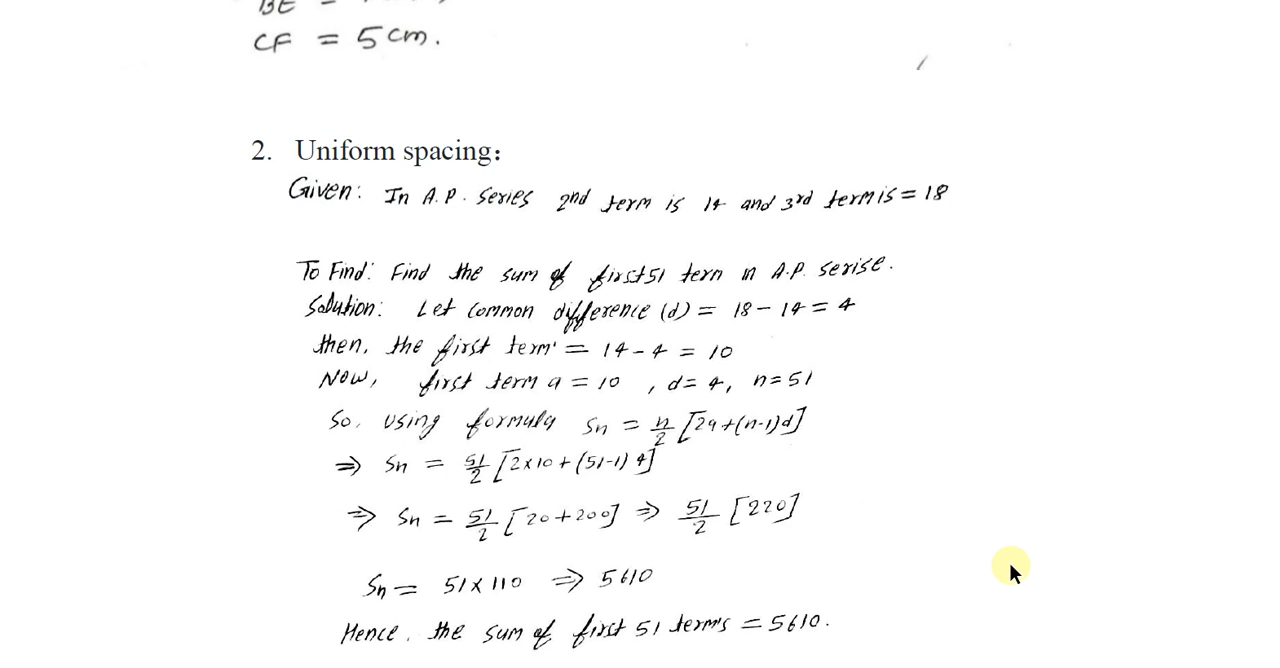 BE =
CF = 5 cm.
2. Uniform spacing:
Given: In A.P. Series 2nd term is 14 and 3rd term is = 18
To Find: Find the sum of first 51 tern in A.P. serise.
Solution: Let Common difference (d) = 18 - 14 = 4
then, the first term' = 14 - 4 = 10
Now, first term a = 10 , d = 4, n = 51
So, using formula Sn = n/2 [2a+(n-1)d]
⇒ Sn = 51/2 [2×10+(51-1) 4]
⇒ Sn = 51/2 [20+200] ⇒ 51/2 [220]
Sn = 51 × 110 ⇒ 5610
Hence, the sum of first 51 term's = 5610.